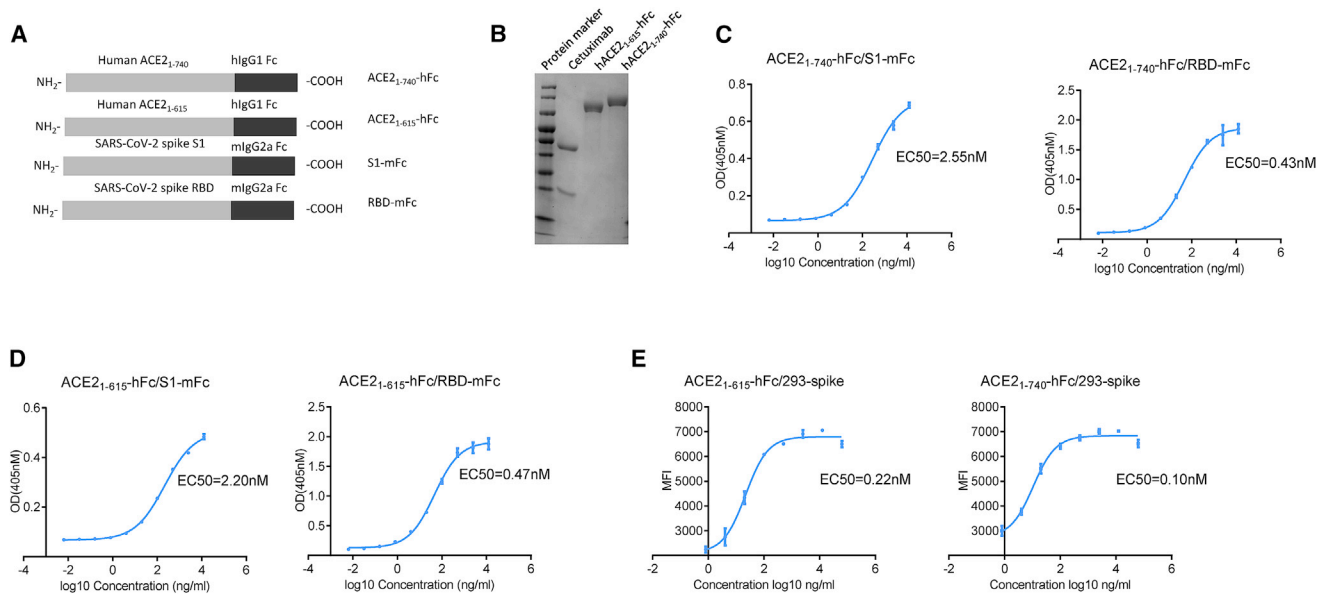 A
Human ACE2₁₋₇₄₀ hIgG1 Fc
NH₂- -COOH ACE2₁₋₇₄₀-hFc
Human ACE2₁₋₆₁₅ hIgG1 Fc
NH₂- -COOH ACE2₁₋₆₁₅-hFc
SARS-CoV-2 spike S1 mIgG2a Fc
NH₂- -COOH S1-mFc
SARS-CoV-2 spike RBD mIgG2a Fc
NH₂- -COOH RBD-mFc
B
Protein marker
Cetuximab
hACE2₁₋₆₁₅-hFc
hACE2₁₋₇₄₀-hFc
C
ACE2₁₋₇₄₀-hFc/S1-mFc
OD(405nM)
0.8
0.6
0.4
0.2
EC50=2.55nM
-4 -2 0 2 4 6
log10 Concentration (ng/ml)
ACE2₁₋₇₄₀-hFc/RBD-mFc
OD(405nM)
2.5
2.0
1.5
1.0
0.5
EC50=0.43nM
-4 -2 0 2 4 6
log10 Concentration (ng/ml)
D
ACE2₁₋₆₁₅-hFc/S1-mFc
OD(405nM)
0.6
0.4
0.2
EC50=2.20nM
-4 -2 0 2 4 6
log10 Concentration (ng/ml)
ACE2₁₋₆₁₅-hFc/RBD-mFc
OD(405nM)
2.5
2.0
1.5
1.0
0.5
EC50=0.47nM
-4 -2 0 2 4 6
log10 Concentration (ng/ml)
E
ACE2₁₋₆₁₅-hFc/293-spike
MFI
8000
7000
6000
5000
4000
3000
EC50=0.22nM
-2 0 2 4 6
Concentration log10 ng/ml
ACE2₁₋₇₄₀-hFc/293-spike
MFI
8000
7000
6000
5000
4000
3000
EC50=0.10nM
-2 0 2 4 6
Concentration log10 ng/ml